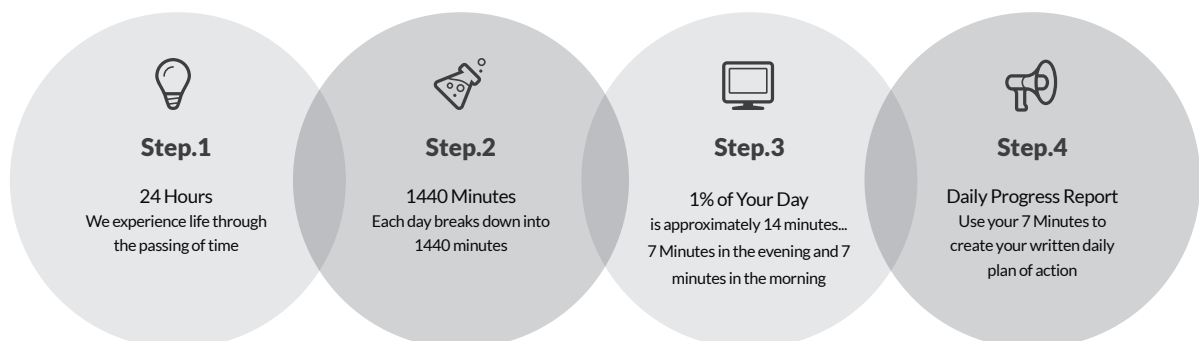 Step.1
24 Hours
We experience life through
the passing of time
Step.2
1440 Minutes
Each day breaks down into
1440 minutes
Step.3
1% of Your Day
is approximately 14 minutes...
7 Minutes in the evening and 7
minutes in the morning
Step.4
Daily Progress Report
Use your 7 Minutes to
create your written daily
plan of action